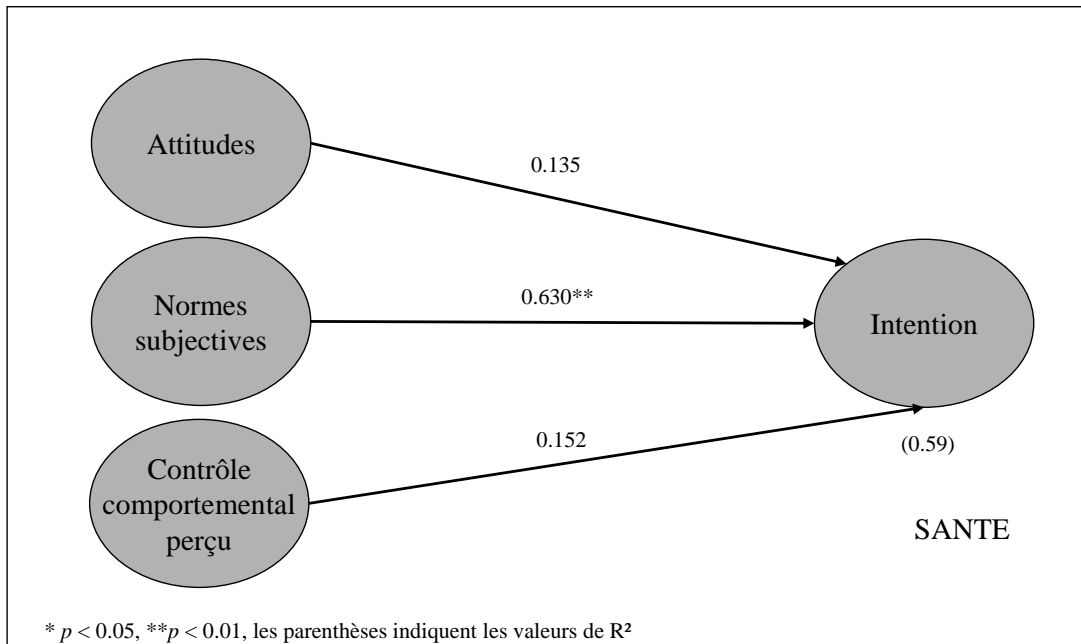 Attitudes
0.135
Normes
subjectives
0.630**
Intention
Contrôle
comportemental
perçu
0.152
(0.59)
SANTE
* p < 0.05, **p < 0.01, les parenthèses indiquent les valeurs de R²